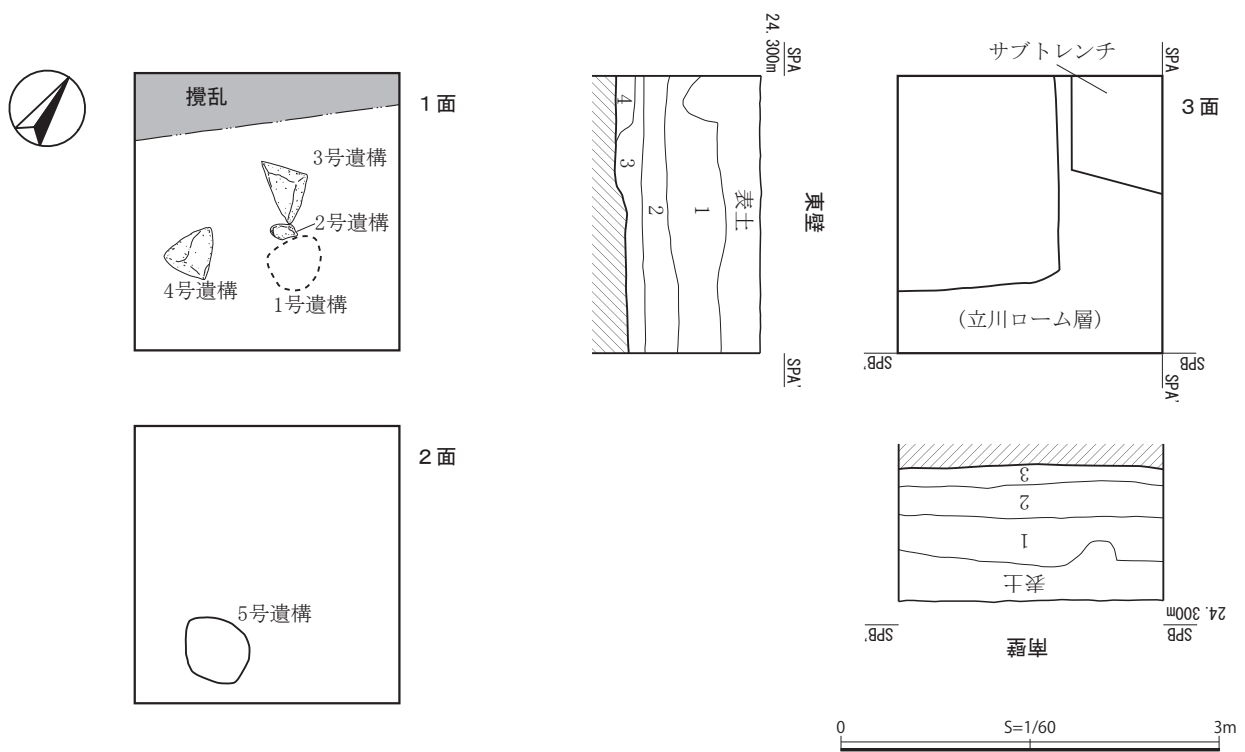 攪乱
1面
3号遺構
2号遺構
4号遺構
1号遺構
2面
5号遺構
24.300m
SPA
4
3
2
1
表土
東壁
SPA'
サブトレンチ
SPA
3面
(立川ローム層)
SPB'
SPB
SPA'
3
2
1
表土
24.300m
SPB'
SPB
南壁
0
S=1/60
3m